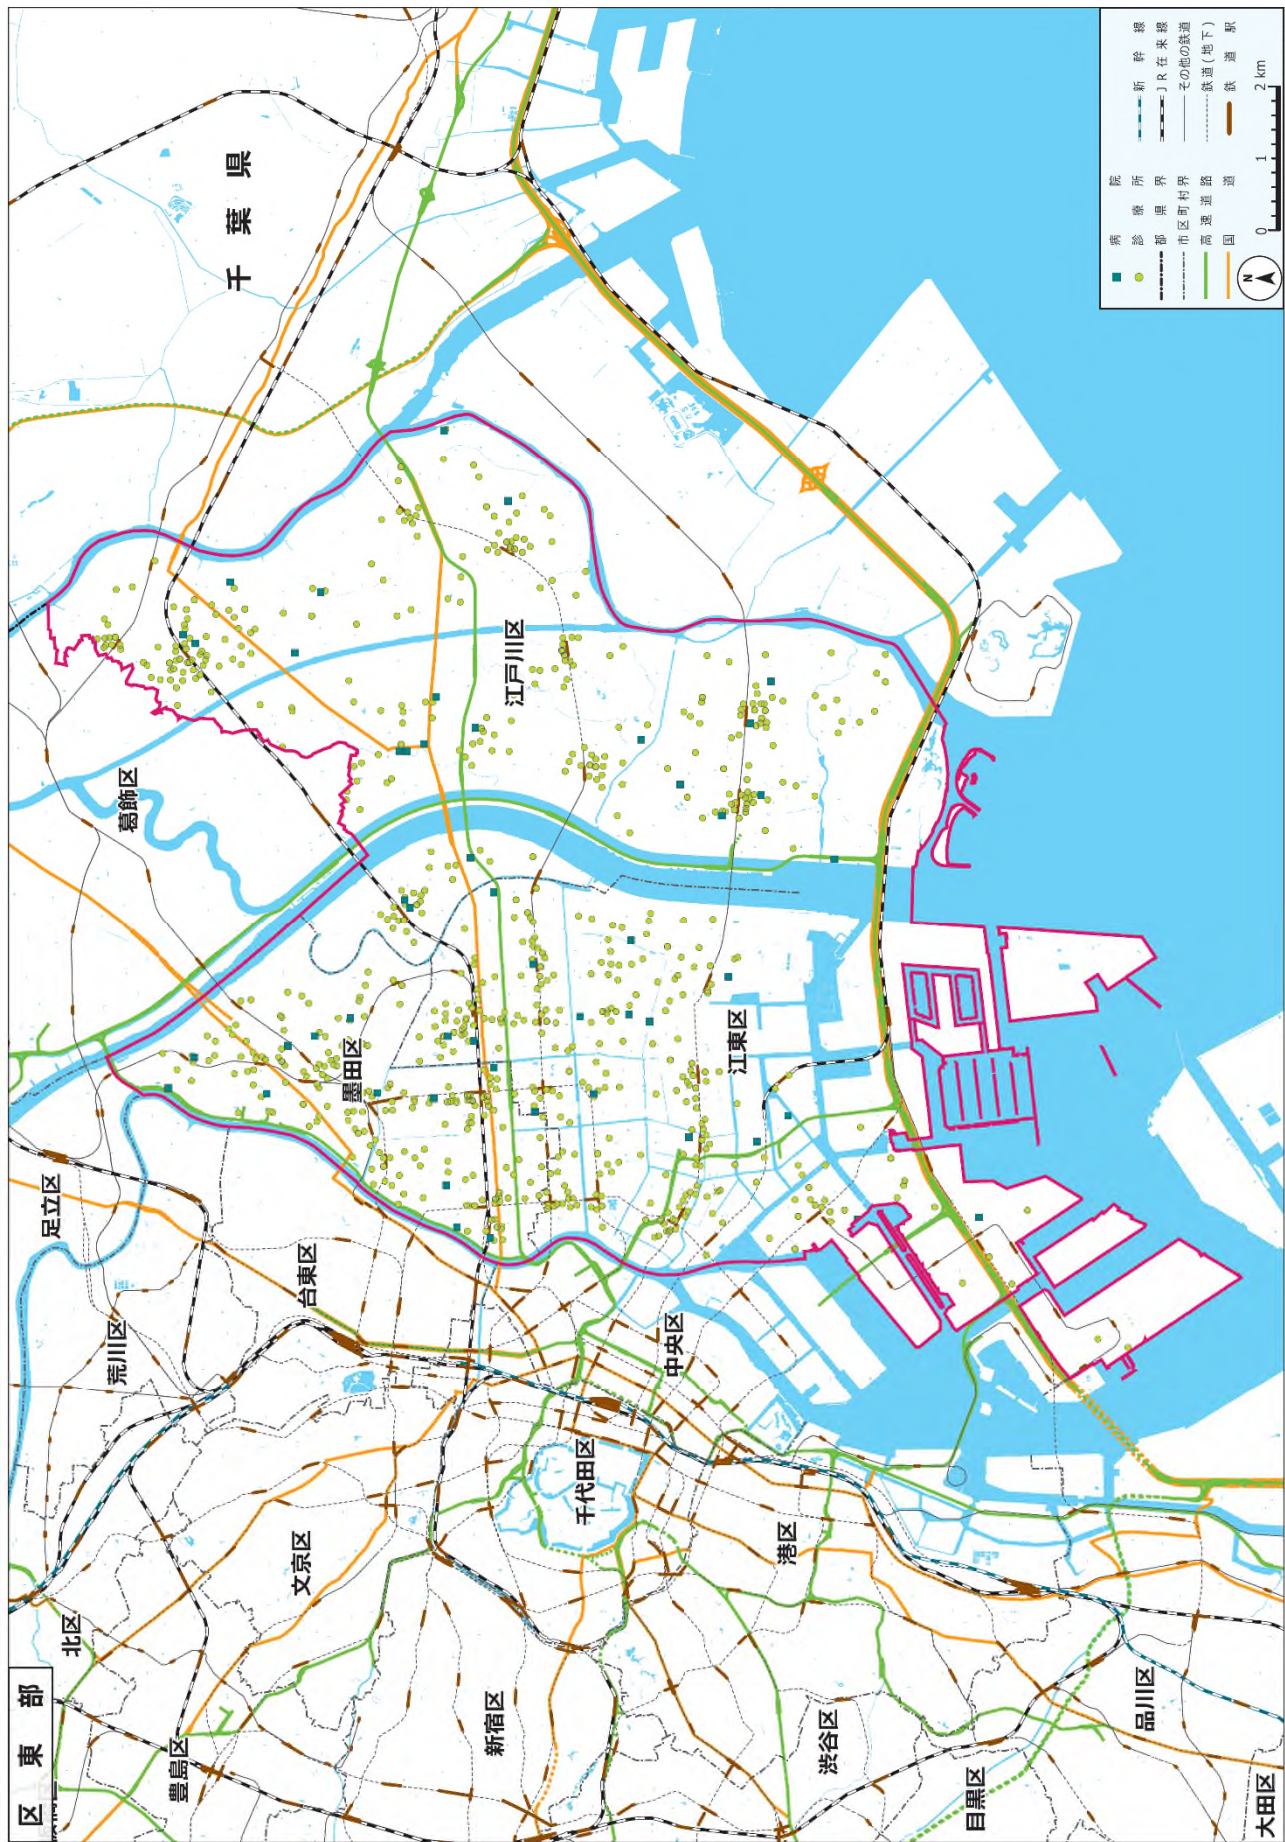 区東部
千葉県
葛飾区
足立区
荒川区
台東区
墨田区
江戸川区
北区
文京区
豊島区
千代田区
中央区
江東区
新宿区
港区
渋谷区
目黒区
品川区
大田区
病院
診療所
都県界
市区町村界
高速道路
国道
新幹線
JR在来線
その他の鉄道
鉄道(地下)
鉄道駅
N
0 1 2 km